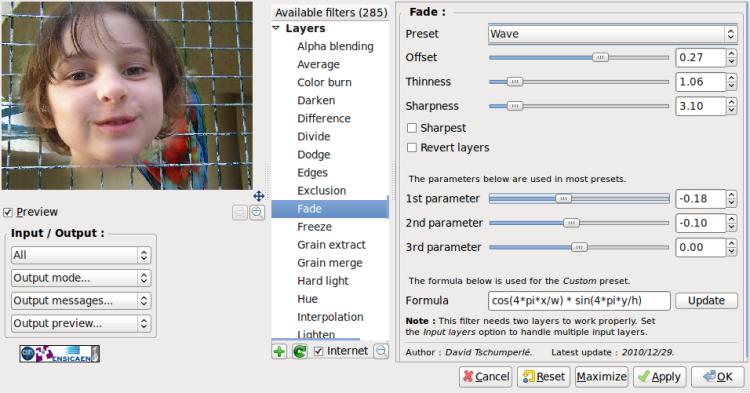 Preview
Input / Output :
All
Output mode...
Output messages...
Output preview...
ENSICAEN
Available filters (285)
Layers
Alpha blending
Average
Color burn
Darken
Difference
Divide
Dodge
Edges
Exclusion
Fade
Freeze
Grain extract
Grain merge
Hard light
Hue
Interpolation
Lighten
Internet
Fade :
Preset Wave
Offset 0.27
Thinness 1.06
Sharpness 3.10
Sharpest
Revert layers
The parameters below are used in most presets.
1st parameter -0.18
2nd parameter -0.10
3rd parameter 0.00
The formula below is used for the Custom preset.
Formula cos(4*pi*x/w) * sin(4*pi*y/h) Update
Note : This filter needs two layers to work properly. Set
the Input layers option to handle multiple input layers.
Author : David Tschumperlé. Latest update : 2010/12/29.
Cancel Reset Maximize Apply OK